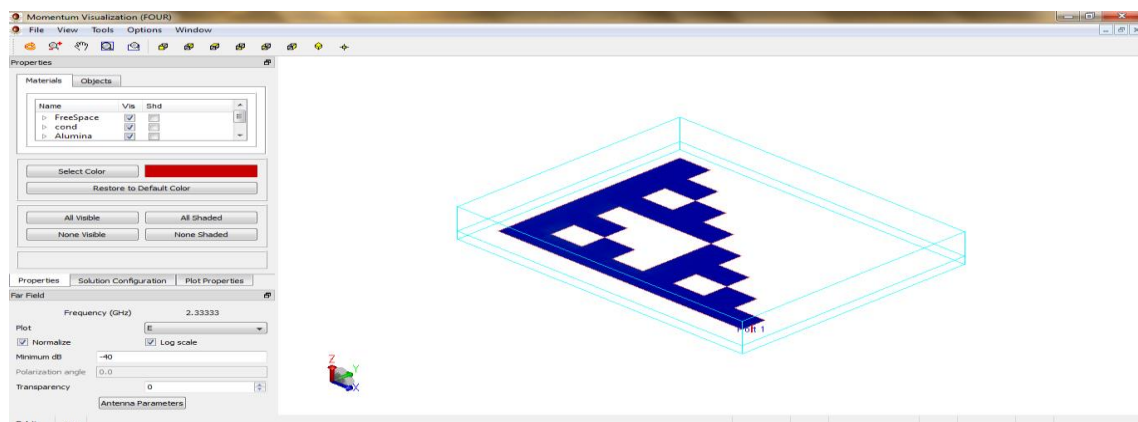 Momentum Visualization (FOUR)
File View Tools Options Window
Properties
Materials Objects
Name Vis Shd
FreeSpace
cond
Alumina
Select Color
Restore to Default Color
All Visible All Shaded
None Visible None Shaded
Properties Solution Configuration Plot Properties
Far Field
Frequency (GHz) 2.33333
Plot E
Normalize Log scale
Minimum dB -40
Polarization angle 0.0
Transparency 0
Antenna Parameters
Z
Y
X
Port 1